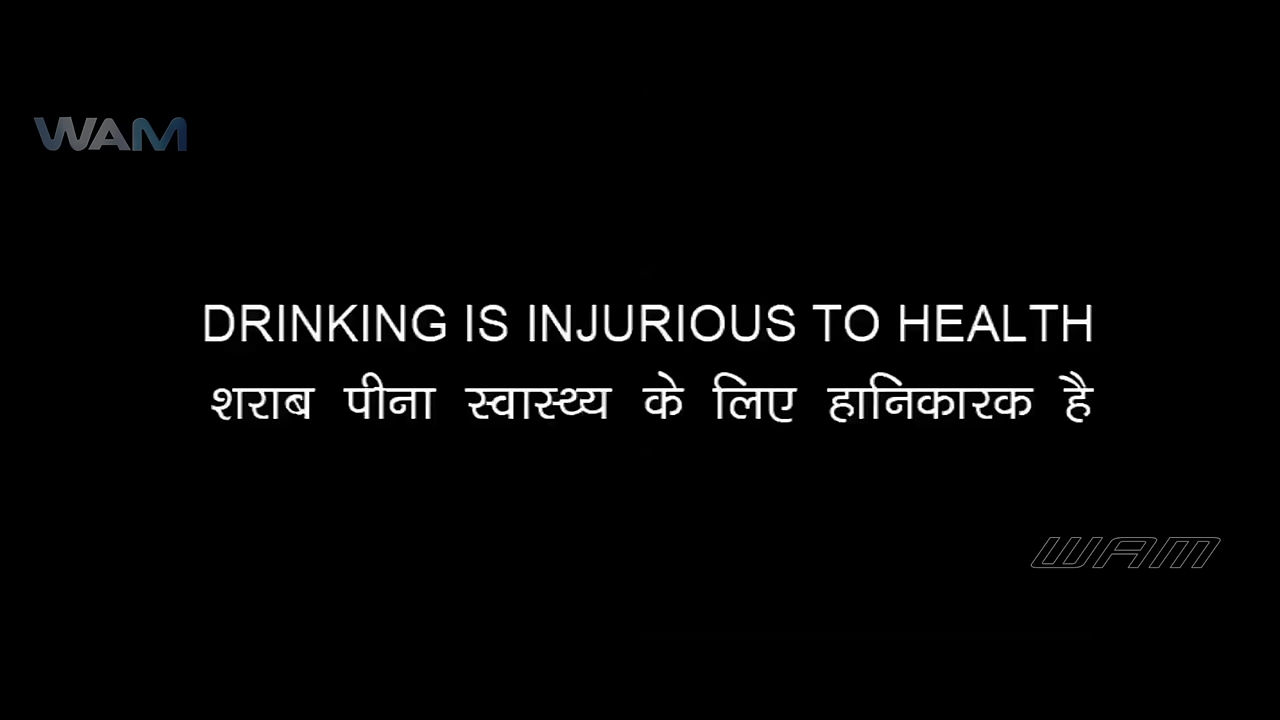 WAM
DRINKING IS INJURIOUS TO HEALTH
शराब पीना स्वास्थ्य के लिए हानिकारक है
WAM